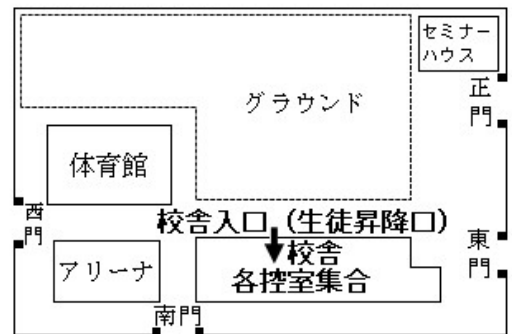 セミナー
ハウス
正門
グラウンド
体育館
西門
校舎入口（生徒昇降口）
校舎
各控室集合
東門
アリーナ
南門